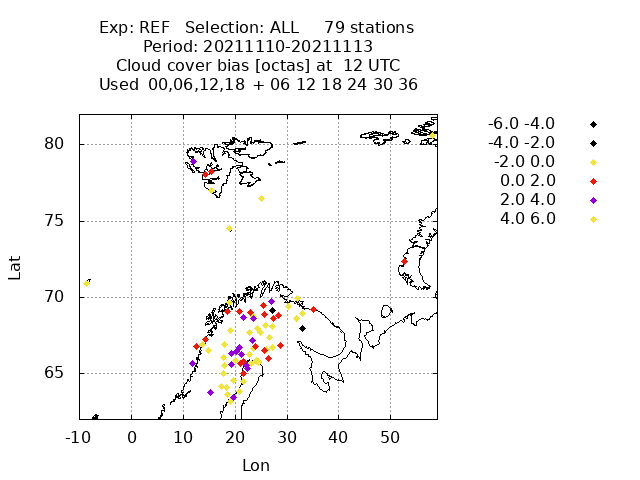 Exp: REF Selection: ALL 79 stations
Period: 20211110-20211113
Cloud cover bias [octas] at 12 UTC
Used 00,06,12,18 + 06 12 18 24 30 36
-6.0 -4.0
-4.0 -2.0
-2.0 0.0
0.0 2.0
2.0 4.0
4.0 6.0
80
75
70
65
Lat
-10 0 10 20 30 40 50
Lon